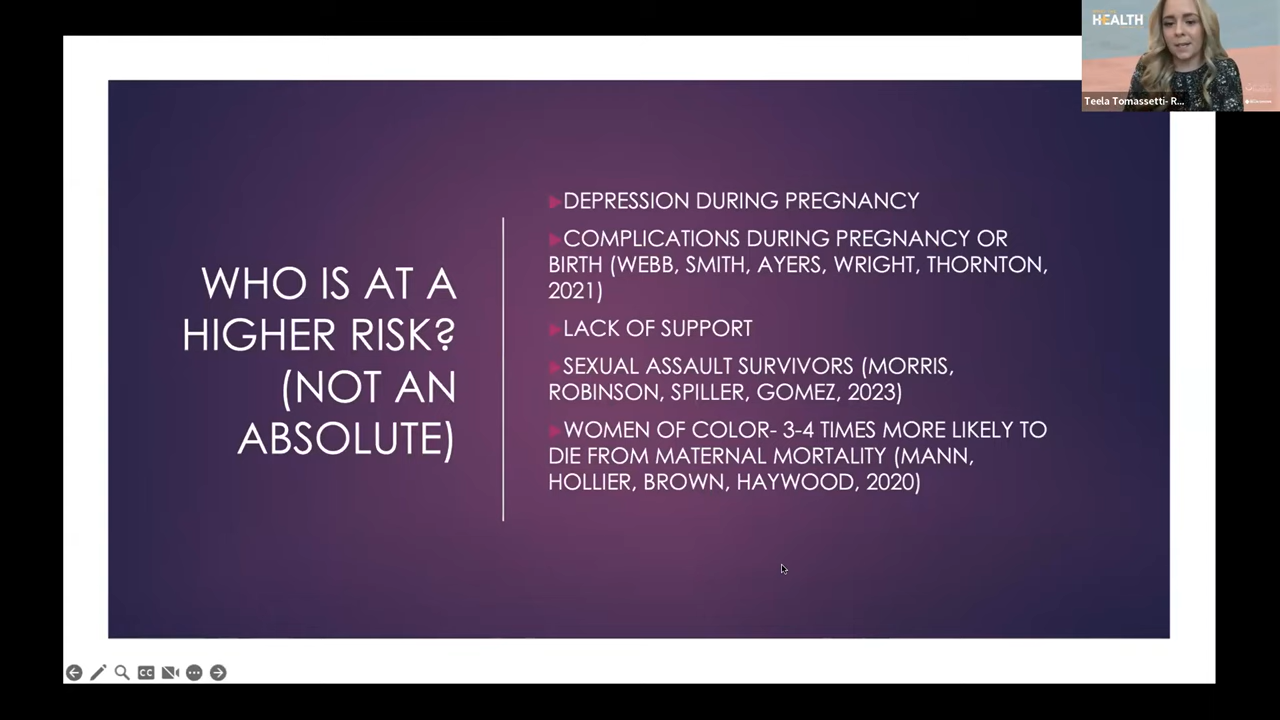 HEALTH
Teela Tomassetti- R...
WHO IS AT A
HIGHER RISK?
(NOT AN
ABSOLUTE)
DEPRESSION DURING PREGNANCY
COMPLICATIONS DURING PREGNANCY OR
BIRTH (WEBB, SMITH, AYERS, WRIGHT, THORNTON,
2021)
LACK OF SUPPORT
SEXUAL ASSAULT SURVIVORS (MORRIS,
ROBINSON, SPILLER, GOMEZ, 2023)
WOMEN OF COLOR- 3-4 TIMES MORE LIKELY TO
DIE FROM MATERNAL MORTALITY (MANN,
HOLLIER, BROWN, HAYWOOD, 2020)
CC